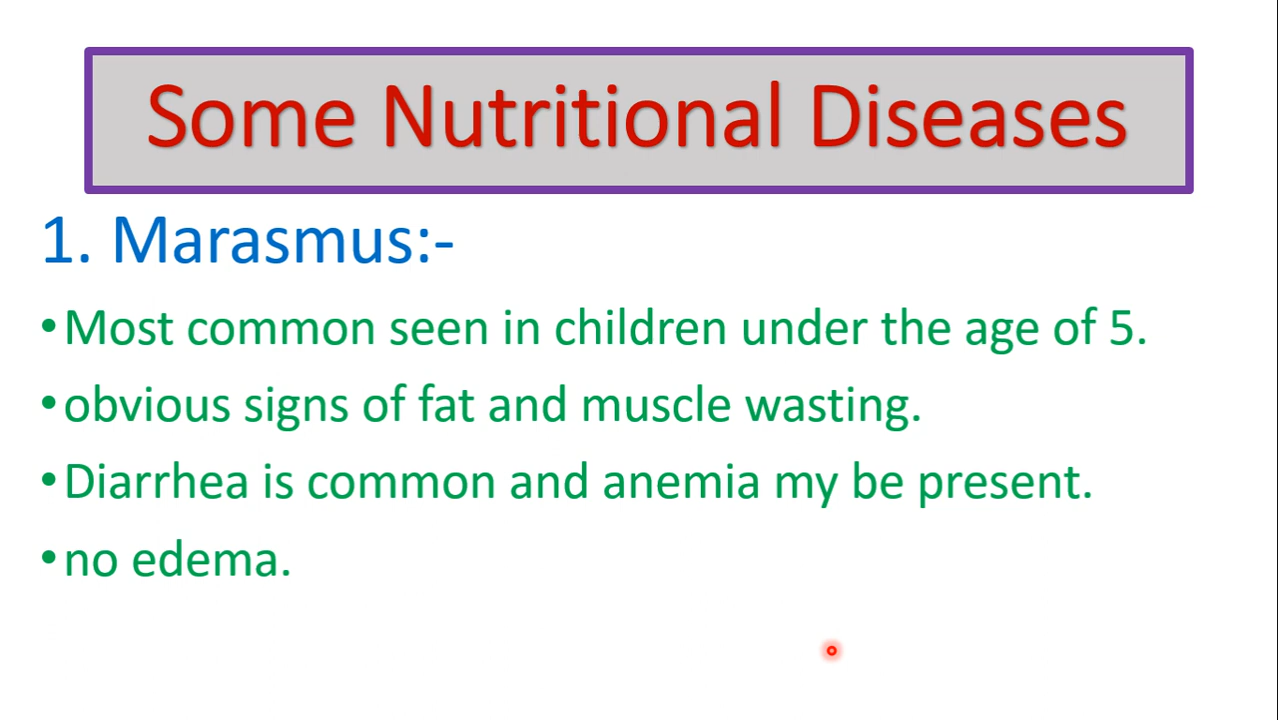 Some Nutritional Diseases
1. Marasmus:-
•Most common seen in children under the age of 5.
•obvious signs of fat and muscle wasting.
•Diarrhea is common and anemia my be present.
•no edema.